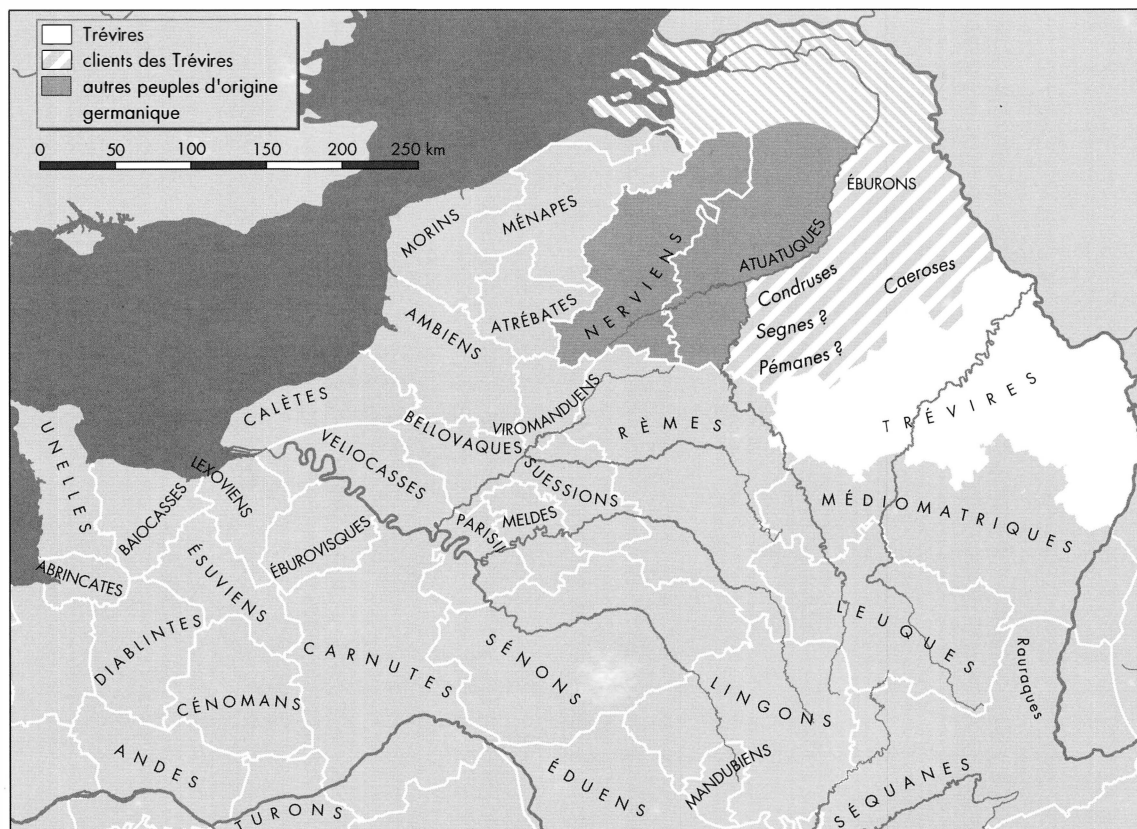 Trévires
clients des Trévires
autres peuples d'origine
germanique
0 50 100 150 200 250 km
ÉBURONS
MORINS
MÉNAPES
ATUATUQUES
NERVIENS
Condruses
Caeroses
Segnes ?
Pémanes ?
ATRÉBATES
AMBIENS
TRÉVIRES
CALÈTES
VIROMANDUENS
BELLOVAQUES
RÈMES
UNELLES
VELIOCASSES
LEXOVIENS
SUESSIONS
BAIOCASSES
MÉDIOMATRIQUES
PARISII
MELDES
ÉBUROVISQUES
ABRINCATES
ÉSUVIENS
LEUQUES
DIABLINTES
CARNUTES
SÉNONS
Rauraques
CÉNOMANS
LINGONS
ANDES
ÉDUENS
MANDUBIENS
SÉQUANES
TURONS